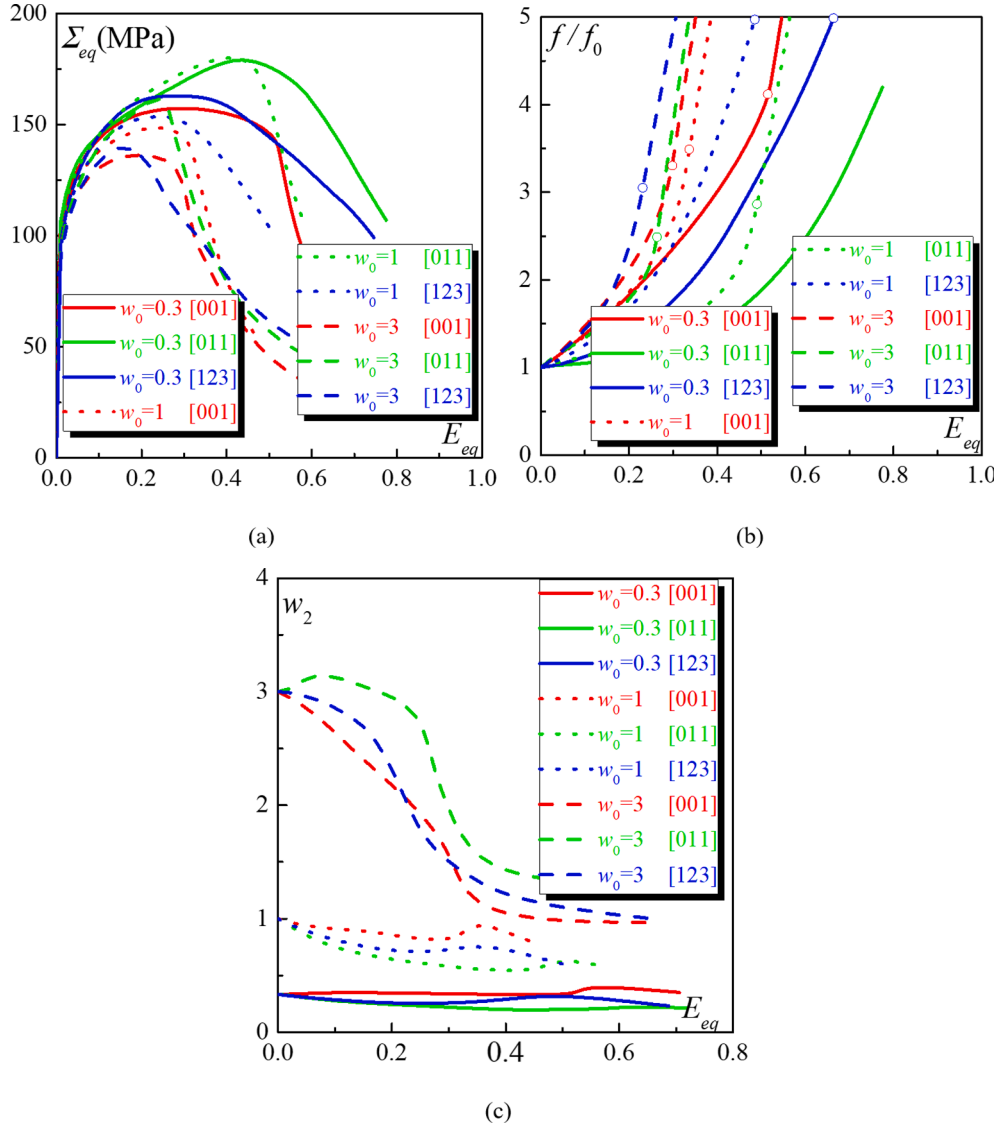 200
150
100
50
0
Σeq(MPa)
w0=0.3 [001]
w0=0.3 [011]
w0=0.3 [123]
w0=1 [001]
w0=1 [011]
w0=1 [123]
w0=3 [001]
w0=3 [011]
w0=3 [123]
Eeq
0.0 0.2 0.4 0.6 0.8 1.0
(a)
5
4
3
2
1
0
f/f0
w0=0.3 [001]
w0=0.3 [011]
w0=0.3 [123]
w0=1 [001]
w0=1 [011]
w0=1 [123]
w0=3 [001]
w0=3 [011]
w0=3 [123]
Eeq
0.0 0.2 0.4 0.6 0.8 1.0
(b)
4
3
2
1
0
w2
w0=0.3 [001]
w0=0.3 [011]
w0=0.3 [123]
w0=1 [001]
w0=1 [011]
w0=1 [123]
w0=3 [001]
w0=3 [011]
w0=3 [123]
Eeq
0.0 0.2 0.4 0.6 0.8
(c)